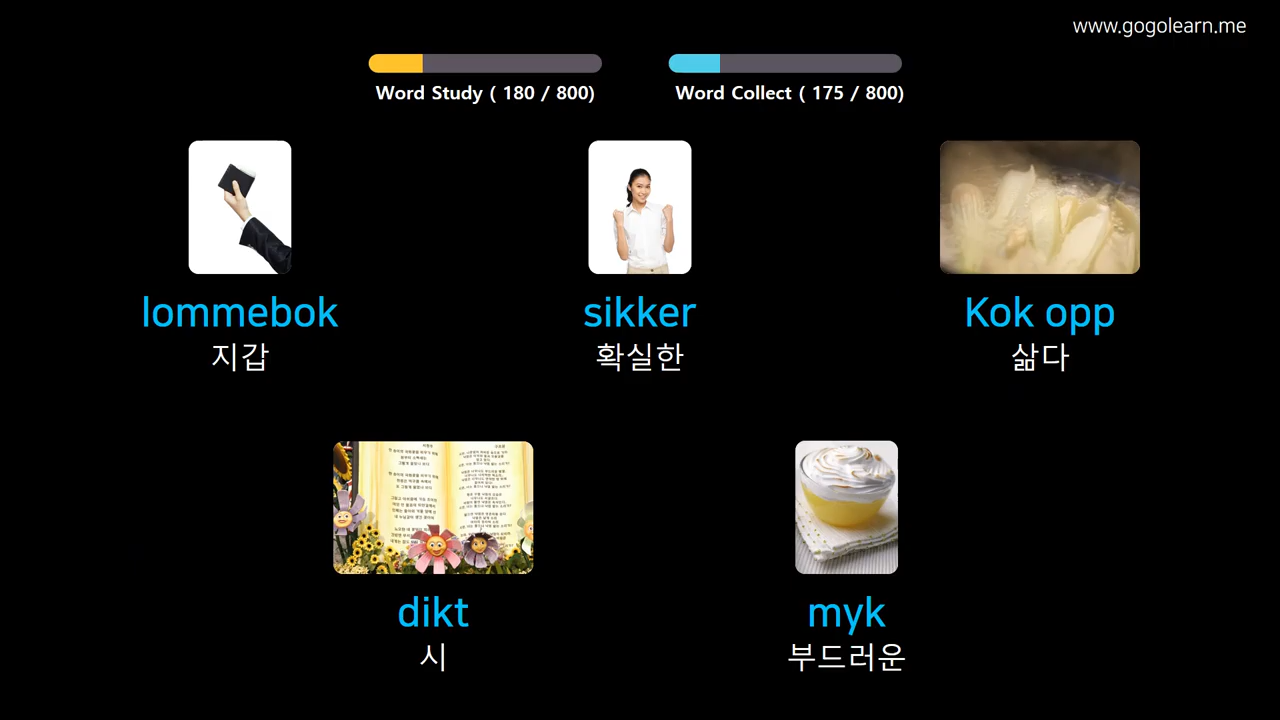 www.gogolearn.me
Word Study ( 180 / 800)
Word Collect ( 175 / 800)
lommebok
지갑
sikker
확실한
Kok opp
삶다
dikt
시
myk
부드러운